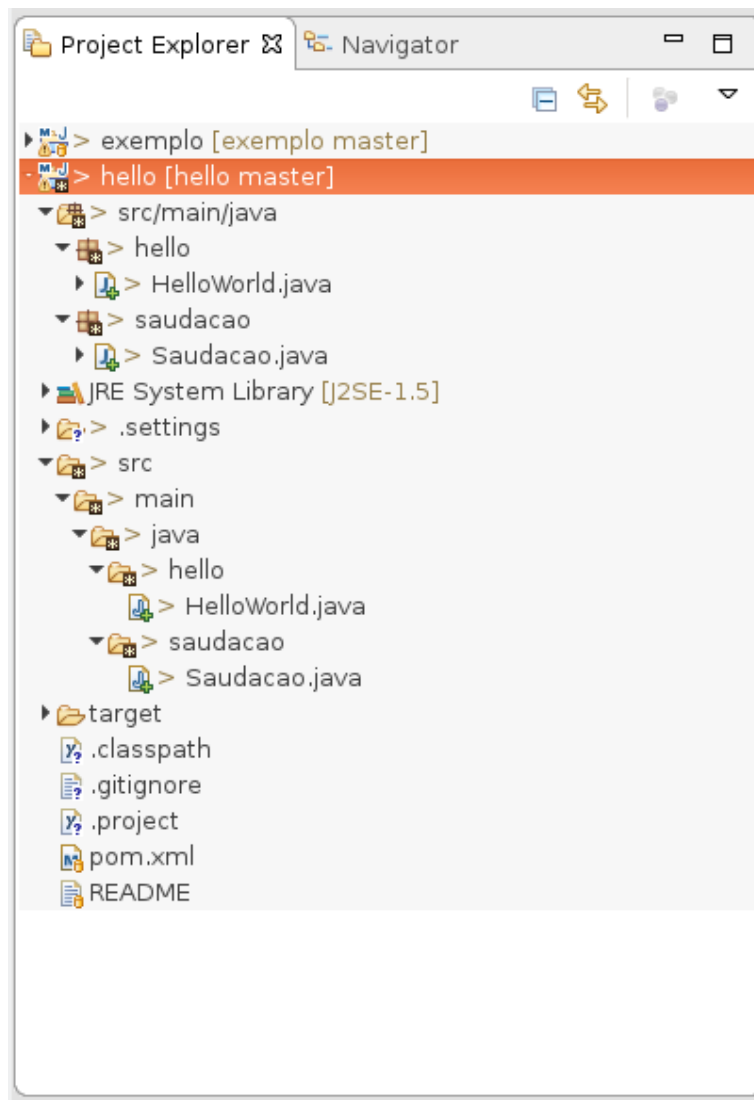 Project Explorer Navigator
> exemplo [exemplo master]
> hello [hello master]
> src/main/java
> hello
> HelloWorld.java
> saudacao
> Saudacao.java
JRE System Library [J2SE-1.5]
> .settings
> src
> main
> java
> hello
> HelloWorld.java
> saudacao
> Saudacao.java
target
.classpath
.gitignore
.project
pom.xml
README